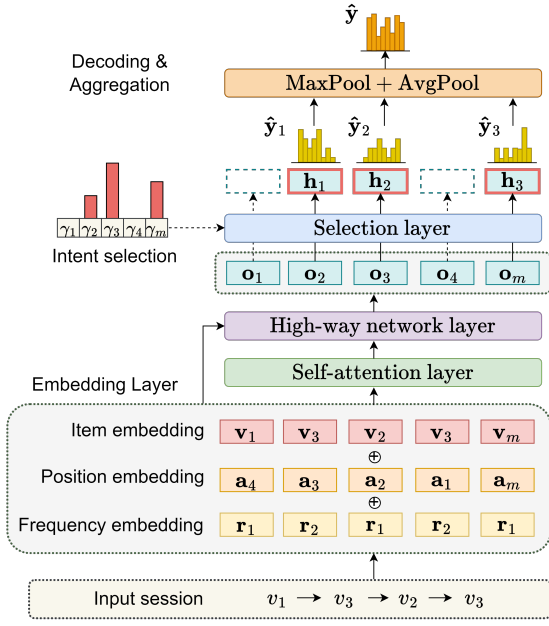 ŷ
Decoding &
Aggregation
MaxPool + AvgPool
ŷ₁ ŷ₂ ŷ₃
h₁ h₂ h₃
γ₁ γ₂ γ₃ γ₄ γₘ
Selection layer
Intent selection
o₁ o₂ o₃ o₄ oₘ
High-way network layer
Self-attention layer
Embedding Layer
Item embedding v₁ v₃ v₂ v₃ vₘ
⊕
Position embedding a₄ a₃ a₂ a₁ aₘ
⊕
Frequency embedding r₁ r₂ r₁ r₂ r₁
Input session v₁ → v₃ → v₂ → v₃